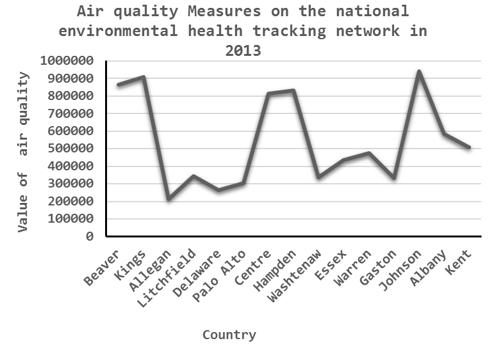 Air quality Measures on the national
environmental health tracking network in
2013
Value of  air quality
1000000
900000
800000
700000
600000
500000
400000
300000
200000
100000
0
Beaver
Kings
Allegan
Litchfield
Delaware
Palo Alto
Centre
Hampden
Washtenaw
Essex
Warren
Gaston
Johnson
Albany
Kent
Country